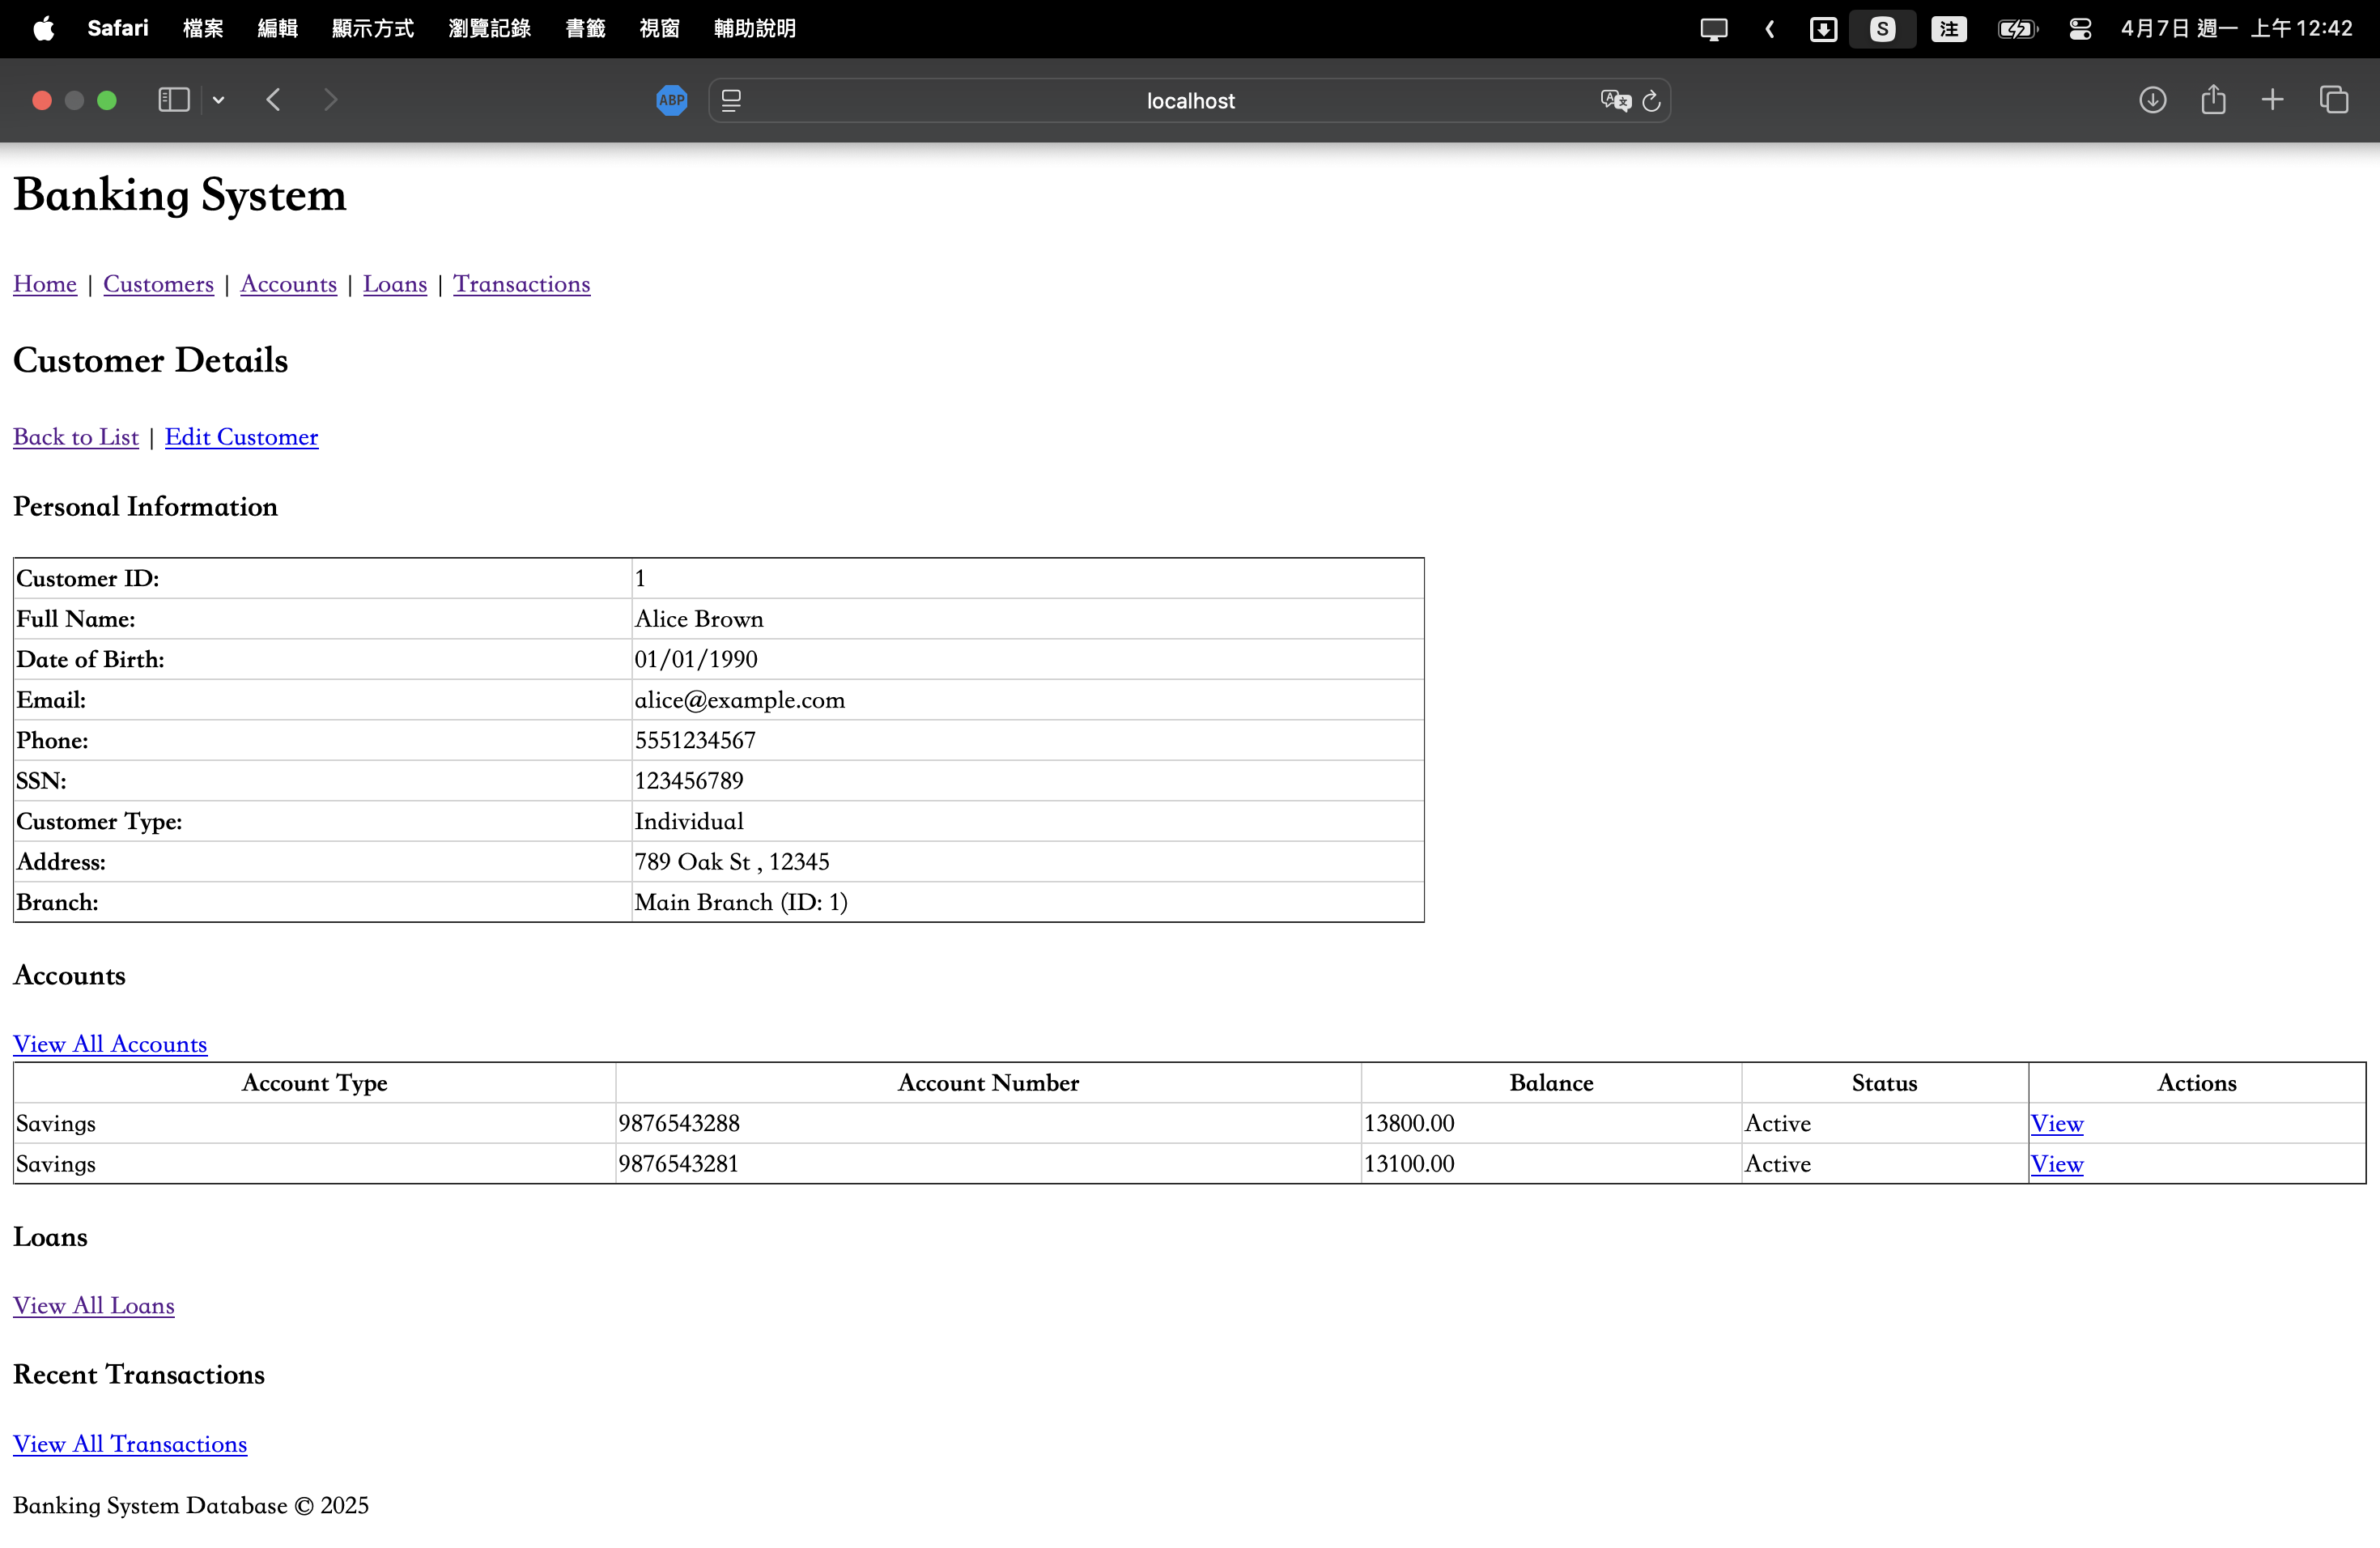 Safari 檔案 編輯 顯示方式 瀏覽記錄 書籤 視窗 輔助說明 S 注 4月7日 週一 上午 12:42
ABP localhost
Banking System
Home | Customers | Accounts | Loans | Transactions
Customer Details
Back to List | Edit Customer
Personal Information
Customer ID: 1
Full Name: Alice Brown
Date of Birth: 01/01/1990
Email: alice@example.com
Phone: 5551234567
SSN: 123456789
Customer Type: Individual
Address: 789 Oak St , 12345
Branch: Main Branch (ID: 1)
Accounts
View All Accounts
Account Type Account Number Balance Status Actions
Savings 9876543288 13800.00 Active View
Savings 9876543281 13100.00 Active View
Loans
View All Loans
Recent Transactions
View All Transactions
Banking System Database © 2025